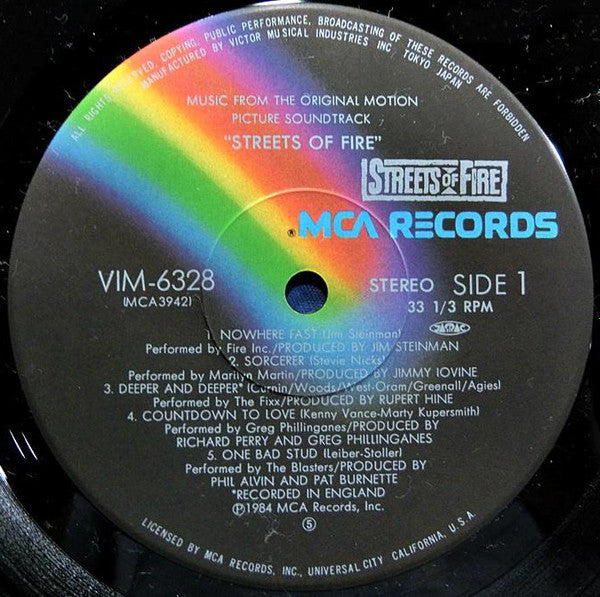 ALL RIGHTS RESERVED. COPYING, PUBLIC PERFORMANCE, BROADCASTING OF THESE RECORDS ARE FORBIDDEN
MANUFACTURED BY VICTOR MUSICAL INDUSTRIES INC. TOKYO JAPAN
MUSIC FROM THE ORIGINAL MOTION
PICTURE SOUNDTRACK
"STREETS OF FIRE"
STREETS OF FIRE
® MCA RECORDS
VIM-6328
(MCA3942)
STEREO SIDE 1
33 1/3 RPM
JASRAC
1. NOWHERE FAST (Jim Steinman)
Performed by Fire Inc./PRODUCED BY JIM STEINMAN
2. SORCERER (Stevie Nicks)
Performed by Marilyn Martin/PRODUCED BY JIMMY IOVINE
3. DEEPER AND DEEPER* (Curnin/Woods/West-Oram/Greenall/Agies)
Performed by The Fixx/PRODUCED BY RUPERT HINE
4. COUNTDOWN TO LOVE (Kenny Vance-Marty Kupersmith)
Performed by Greg Phillinganes/PRODUCED BY
RICHARD PERRY AND GREG PHILLINGANES
5. ONE BAD STUD (Leiber-Stoller)
Performed by The Blasters/PRODUCED BY
PHIL ALVIN AND PAT BURNETTE
*RECORDED IN ENGLAND
℗1984 MCA Records, Inc.
⑤
LICENSED BY MCA RECORDS, INC., UNIVERSAL CITY CALIFORNIA, U.S.A.